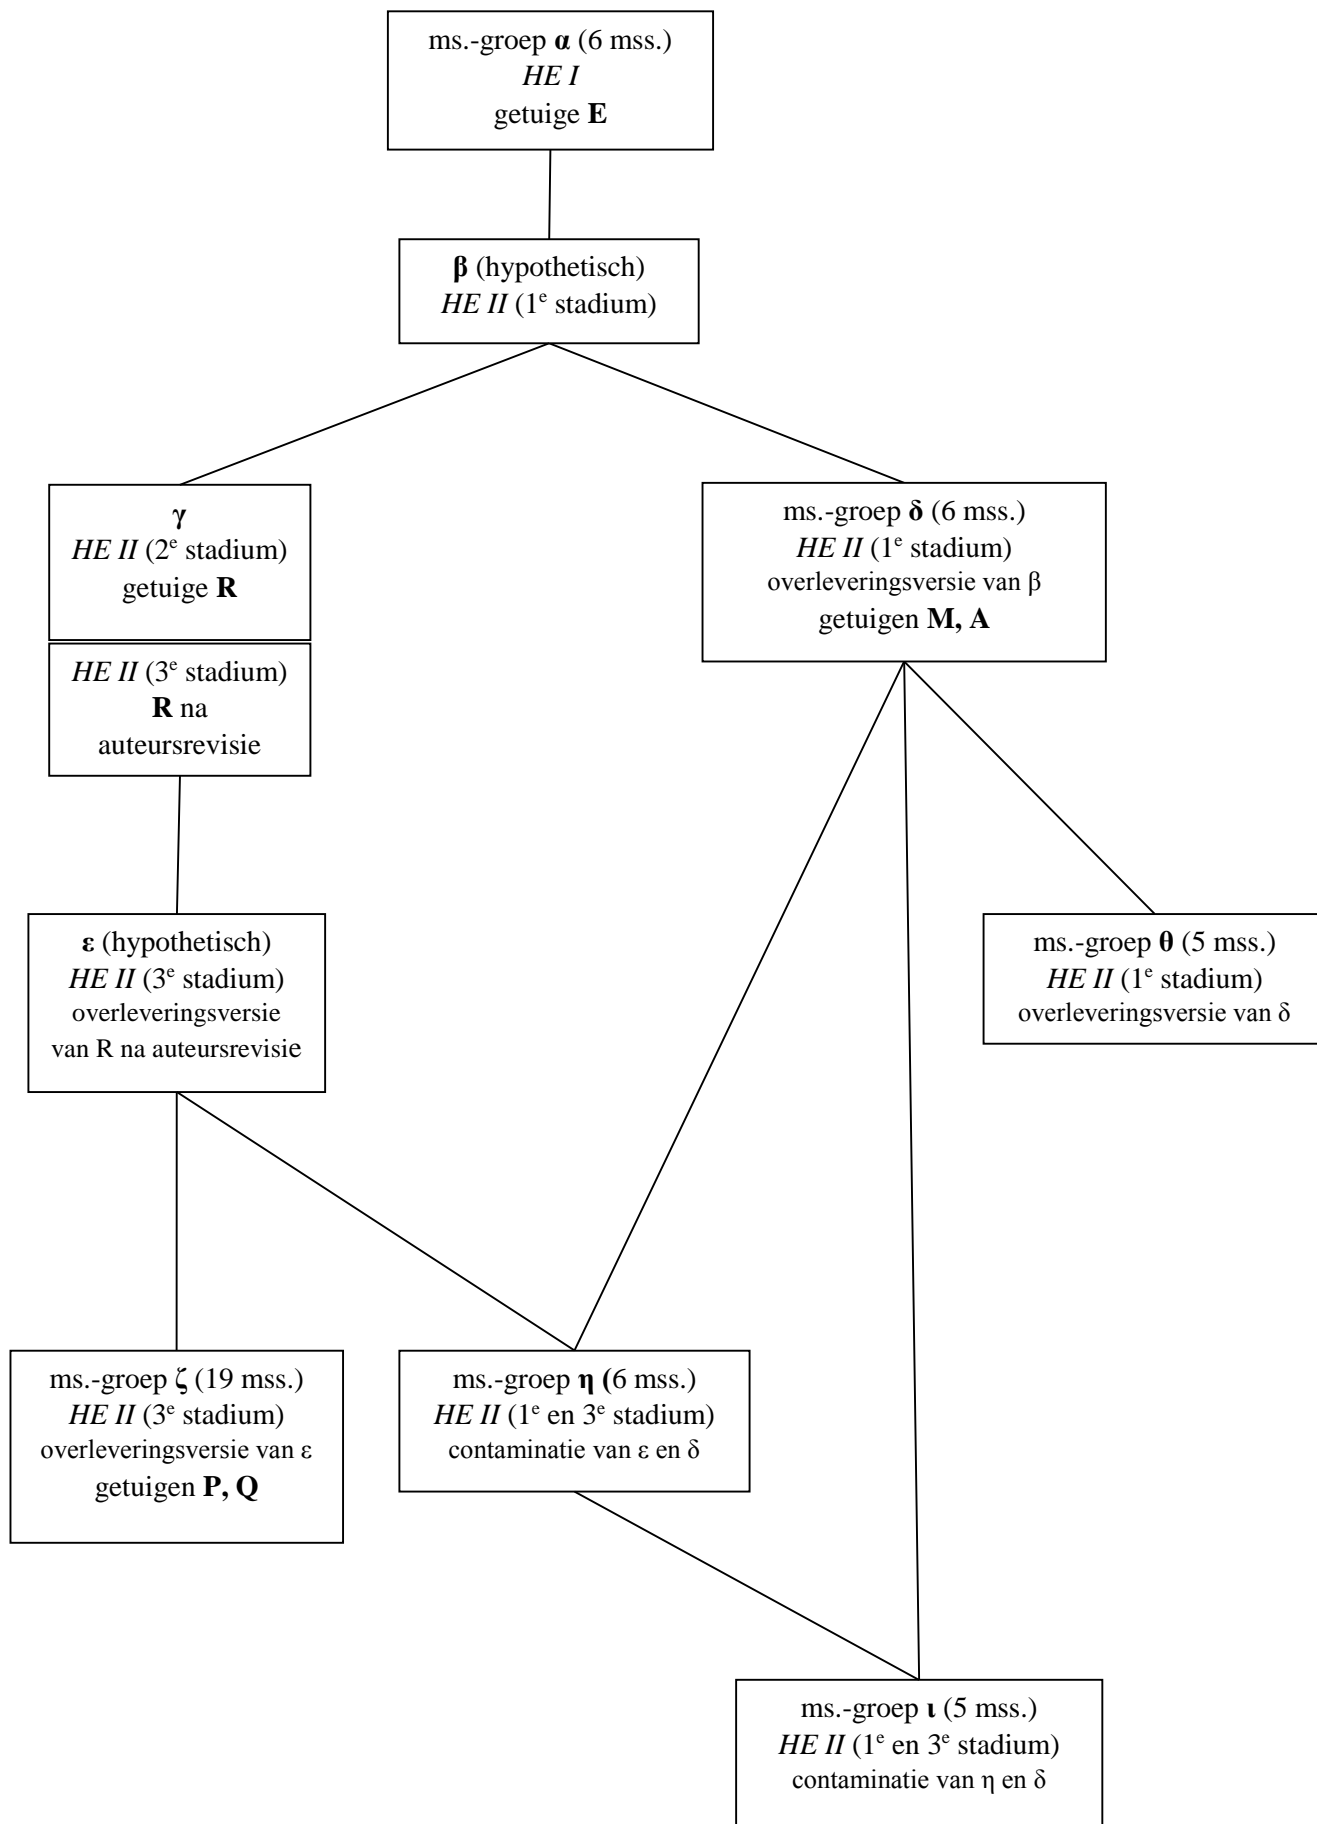 ms.-groep α (6 mss.)
HE I
getuige E
β (hypothetisch)
HE II (1e stadium)
γ
HE II (2e stadium)
getuige R
HE II (3e stadium)
R na
auteursrevisie
ms.-groep δ (6 mss.)
HE II (1e stadium)
overleveringsversie van β
getuigen M, A
ε (hypothetisch)
HE II (3e stadium)
overleveringsversie
van R na auteursrevisie
ms.-groep θ (5 mss.)
HE II (1e stadium)
overleveringsversie van δ
ms.-groep ζ (19 mss.)
HE II (3e stadium)
overleveringsversie van ε
getuigen P, Q
ms.-groep η (6 mss.)
HE II (1e en 3e stadium)
contaminatie van ε en δ
ms.-groep ι (5 mss.)
HE II (1e en 3e stadium)
contaminatie van η en δ